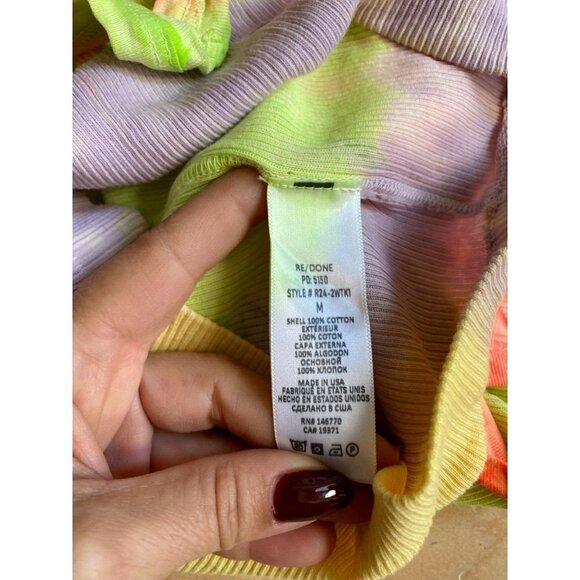 RE/DONE
PO: 5150
STYLE # R24-2WTK1
M
SHELL 100% COTTON
EXTÉRIEUR
100% COTON
CAPA EXTERNA
100% ALGODON
ОСНОВНОЙ
100% ХЛОПОК
MADE IN USA
FABRIQUÉ EN ÉTATS UNIS
HECHO EN ESTADOS UNIDOS
СДЕЛАНО В США
RN# 146770
CA# 19371